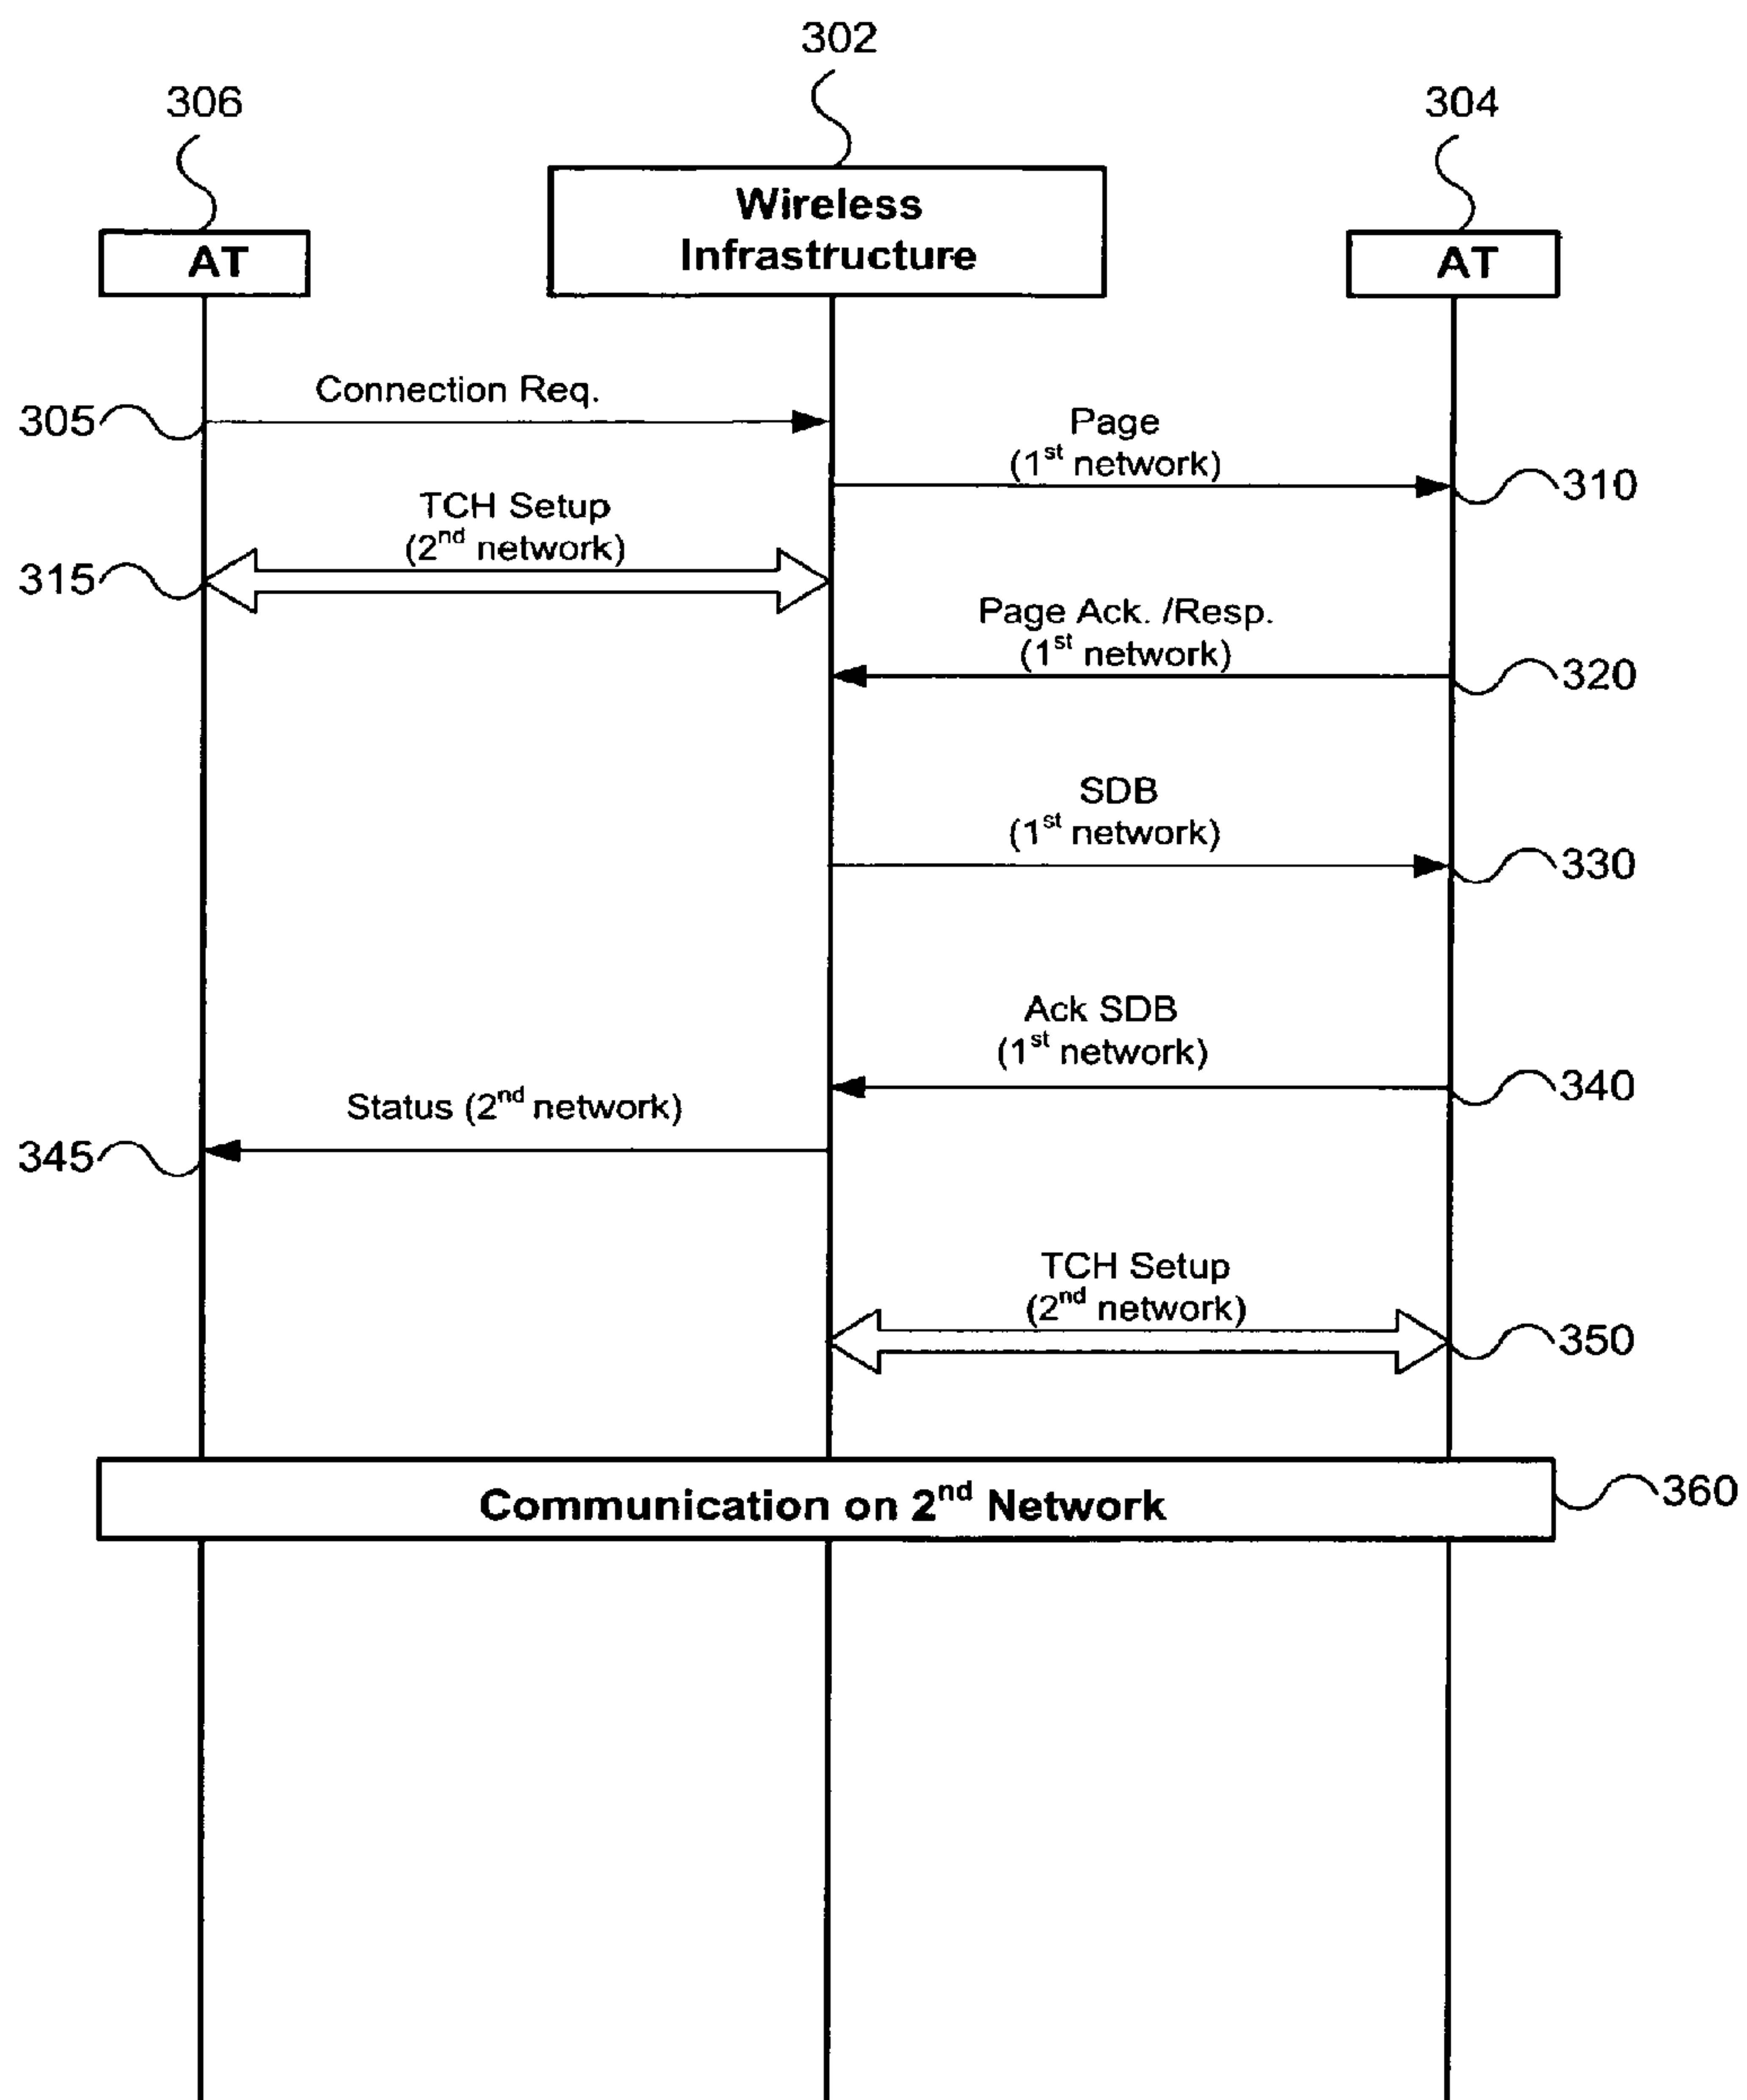 302
306
304
Wireless
Infrastructure
AT
AT
Connection Req.
305
Page
(1st network)
310
TCH Setup
(2nd network)
315
Page Ack. /Resp.
(1st network)
320
SDB
(1st network)
330
Ack SDB
(1st network)
340
Status (2nd network)
345
TCH Setup
(2nd network)
350
Communication on 2nd Network
360